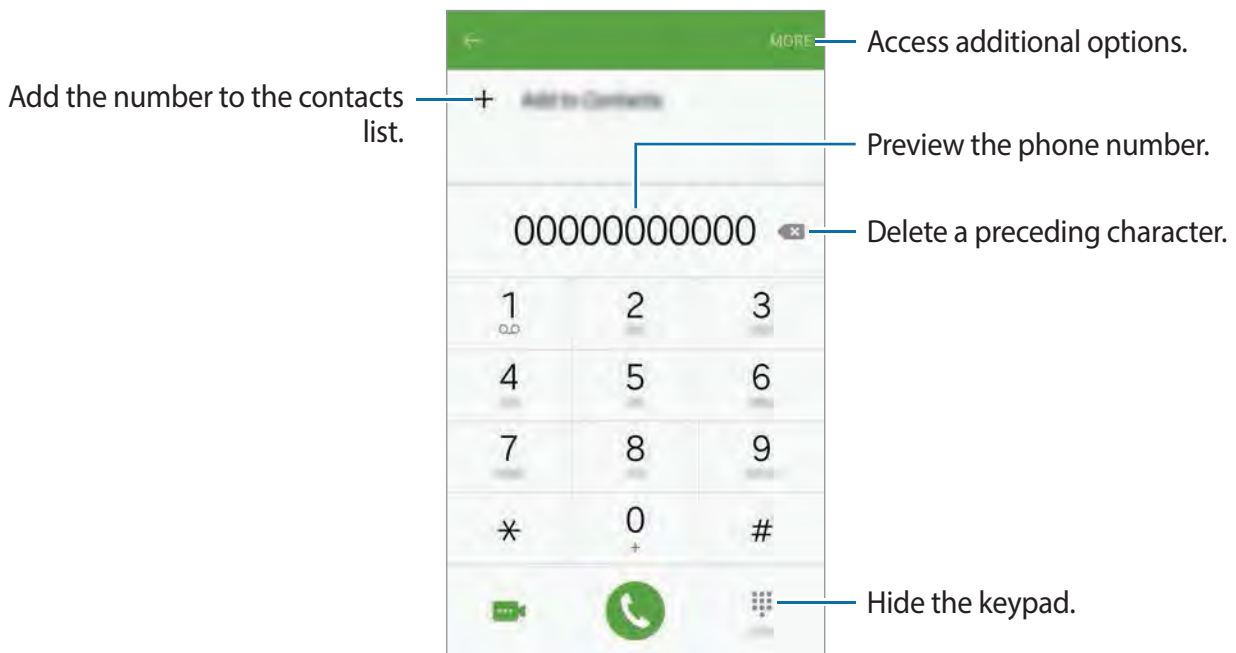 MORE
Access additional options.
Add the number to the contacts
list.
Add to Contacts
Preview the phone number.
00000000000
Delete a preceding character.
1 2 3
4 5 6
7 8 9
* 0 #
+
Hide the keypad.